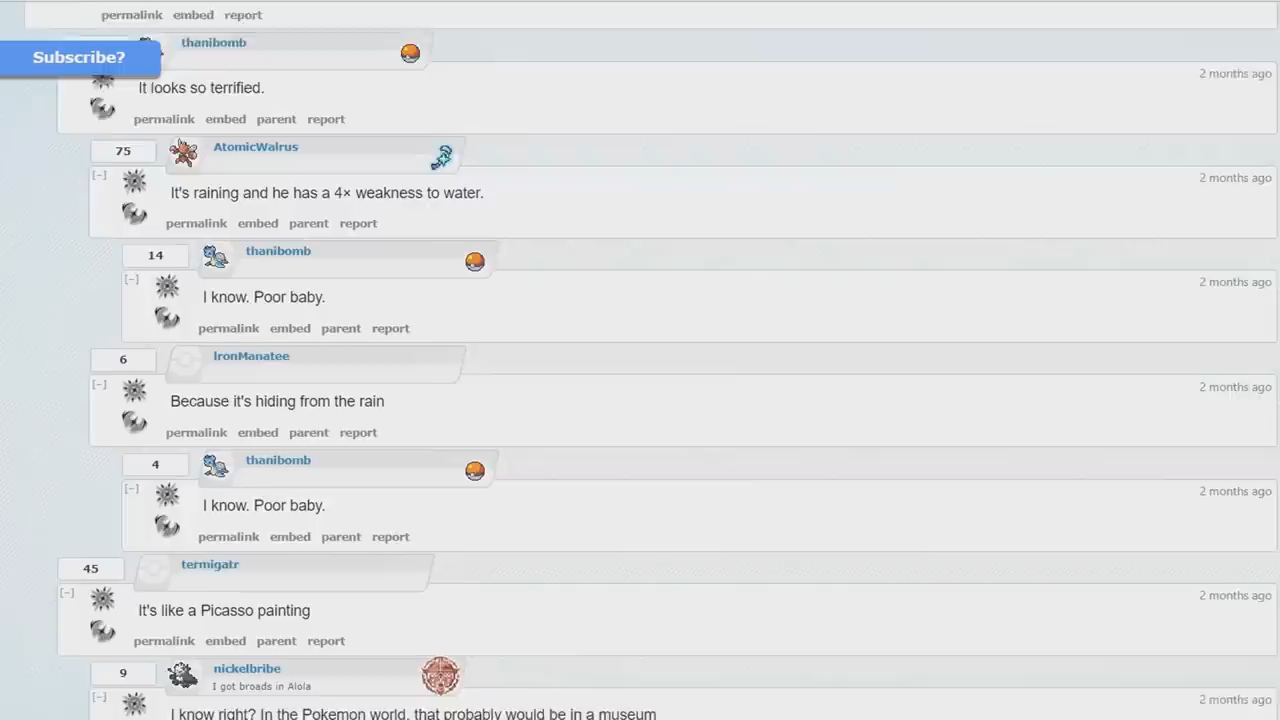 permalink embed report
thanibomb
Subscribe?
2 months ago
It looks so terrified.
permalink embed parent report
75 AtomicWalrus
[-] 2 months ago
It's raining and he has a 4× weakness to water.
permalink embed parent report
14 thanibomb
[-] 2 months ago
I know. Poor baby.
permalink embed parent report
6 IronManatee
[-] 2 months ago
Because it's hiding from the rain
permalink embed parent report
4 thanibomb
[-] 2 months ago
I know. Poor baby.
permalink embed parent report
45 termigatr
[-] 2 months ago
It's like a Picasso painting
permalink embed parent report
9 nickelbribe
I got broads in Alola
[-] 2 months ago
I know right? In the Pokemon world, that probably would be in a museum